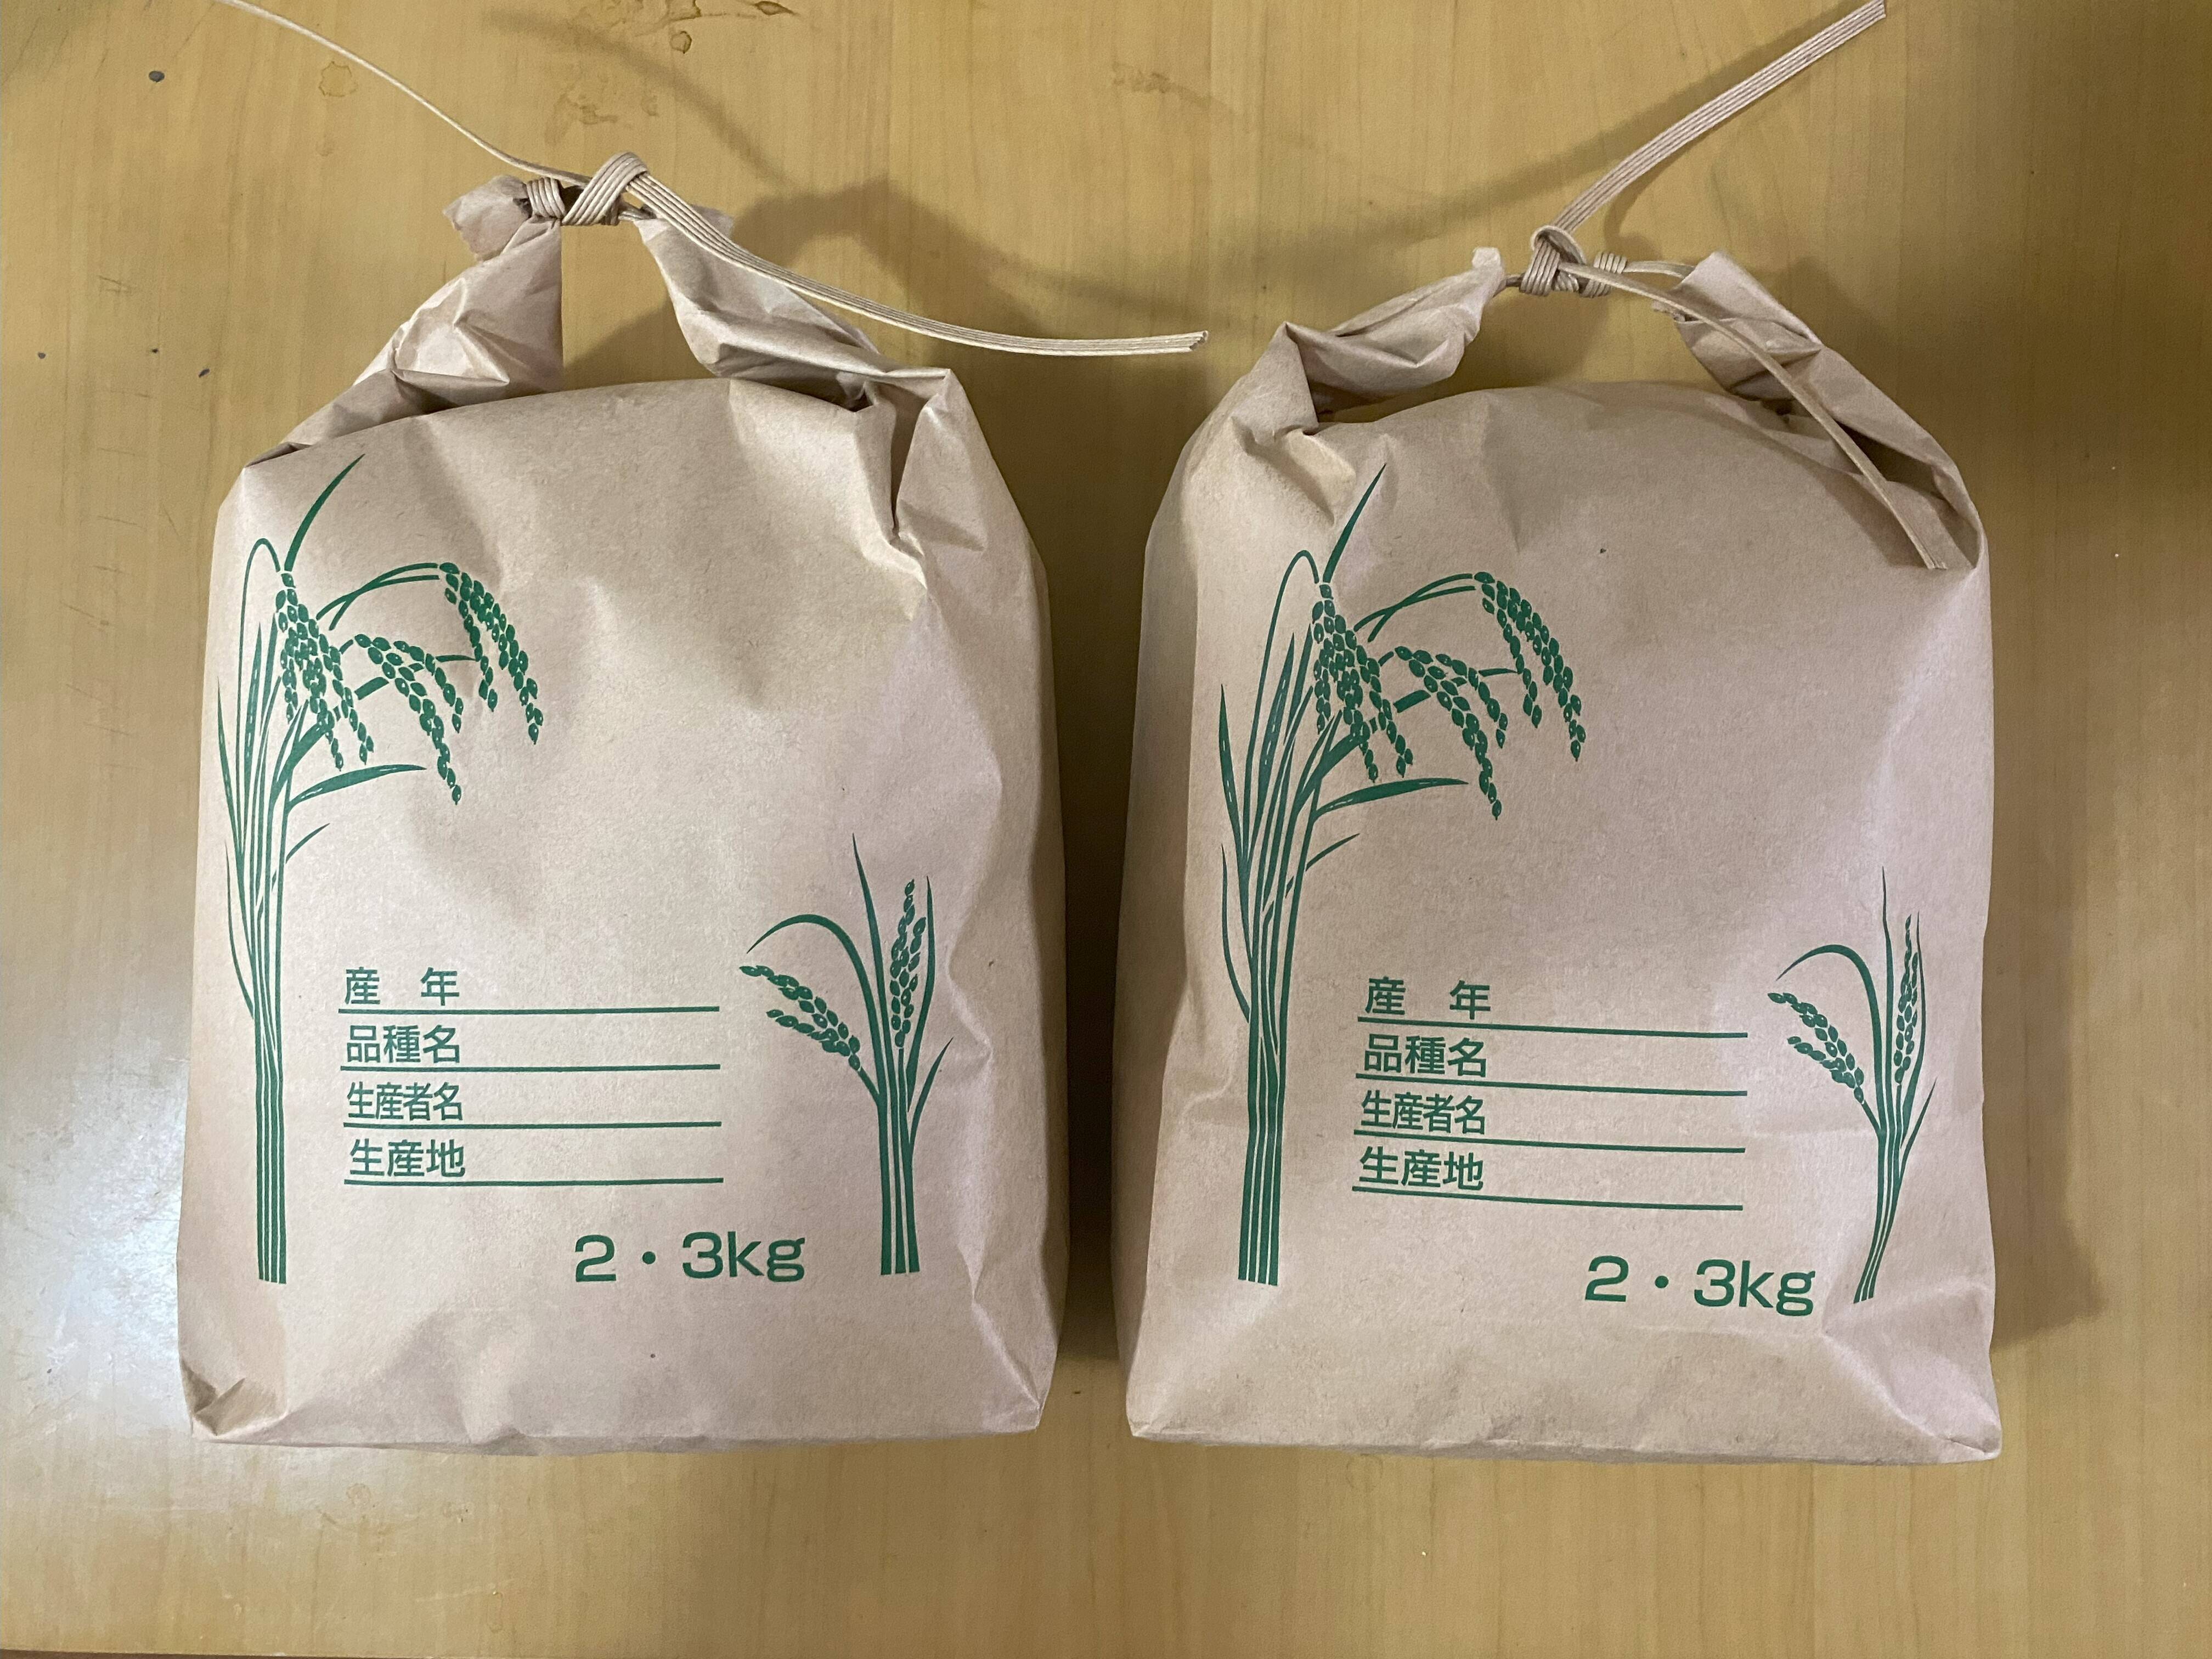 産　年
品種名
生産者名
生産地
2・3kg
産　年
品種名
生産者名
生産地
2・3kg